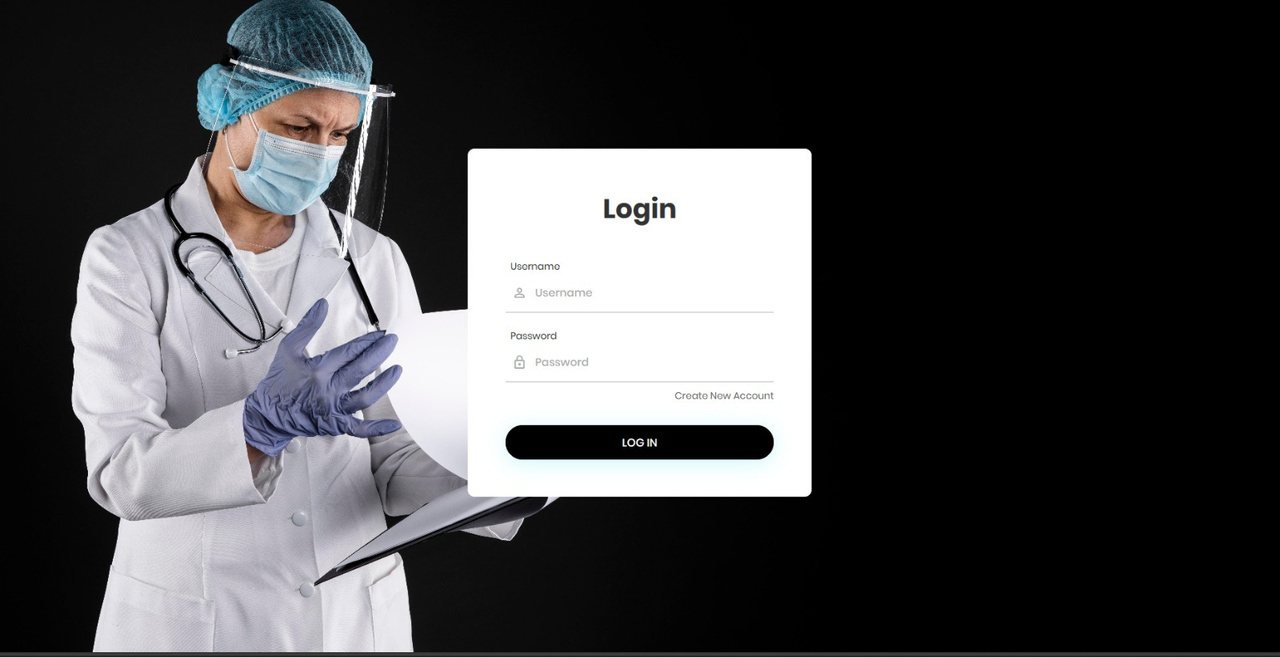 Login
Username
Username
Password
Password
Create New Account
LOG IN